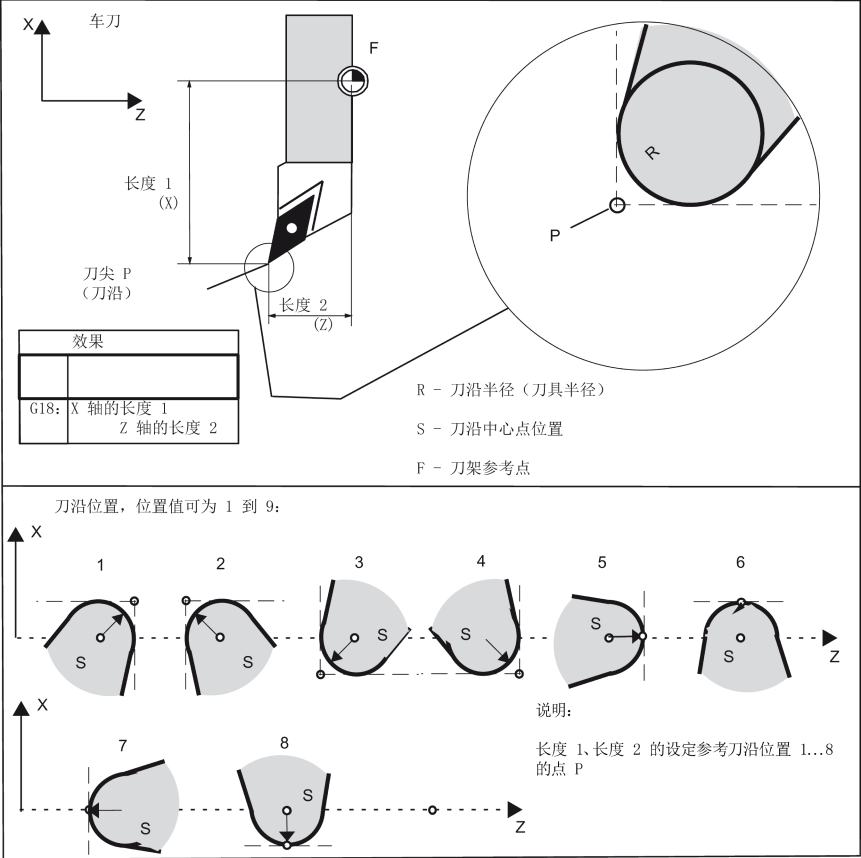 X
车刀
Z
F
长度 1
(X)
刀尖 P
(刀沿)
长度 2
(Z)
R
P
效果
G18: X 轴的长度 1
Z 轴的长度 2
R - 刀沿半径(刀具半径)
S - 刀沿中心点位置
F - 刀架参考点
刀沿位置, 位置值可为 1 到 9:
X
1 2 3 4 5 6
S S S S S S
Z
X
7 8
S S
Z
说明:
长度 1、长度 2 的设定参考刀沿位置 1...8
的点 P